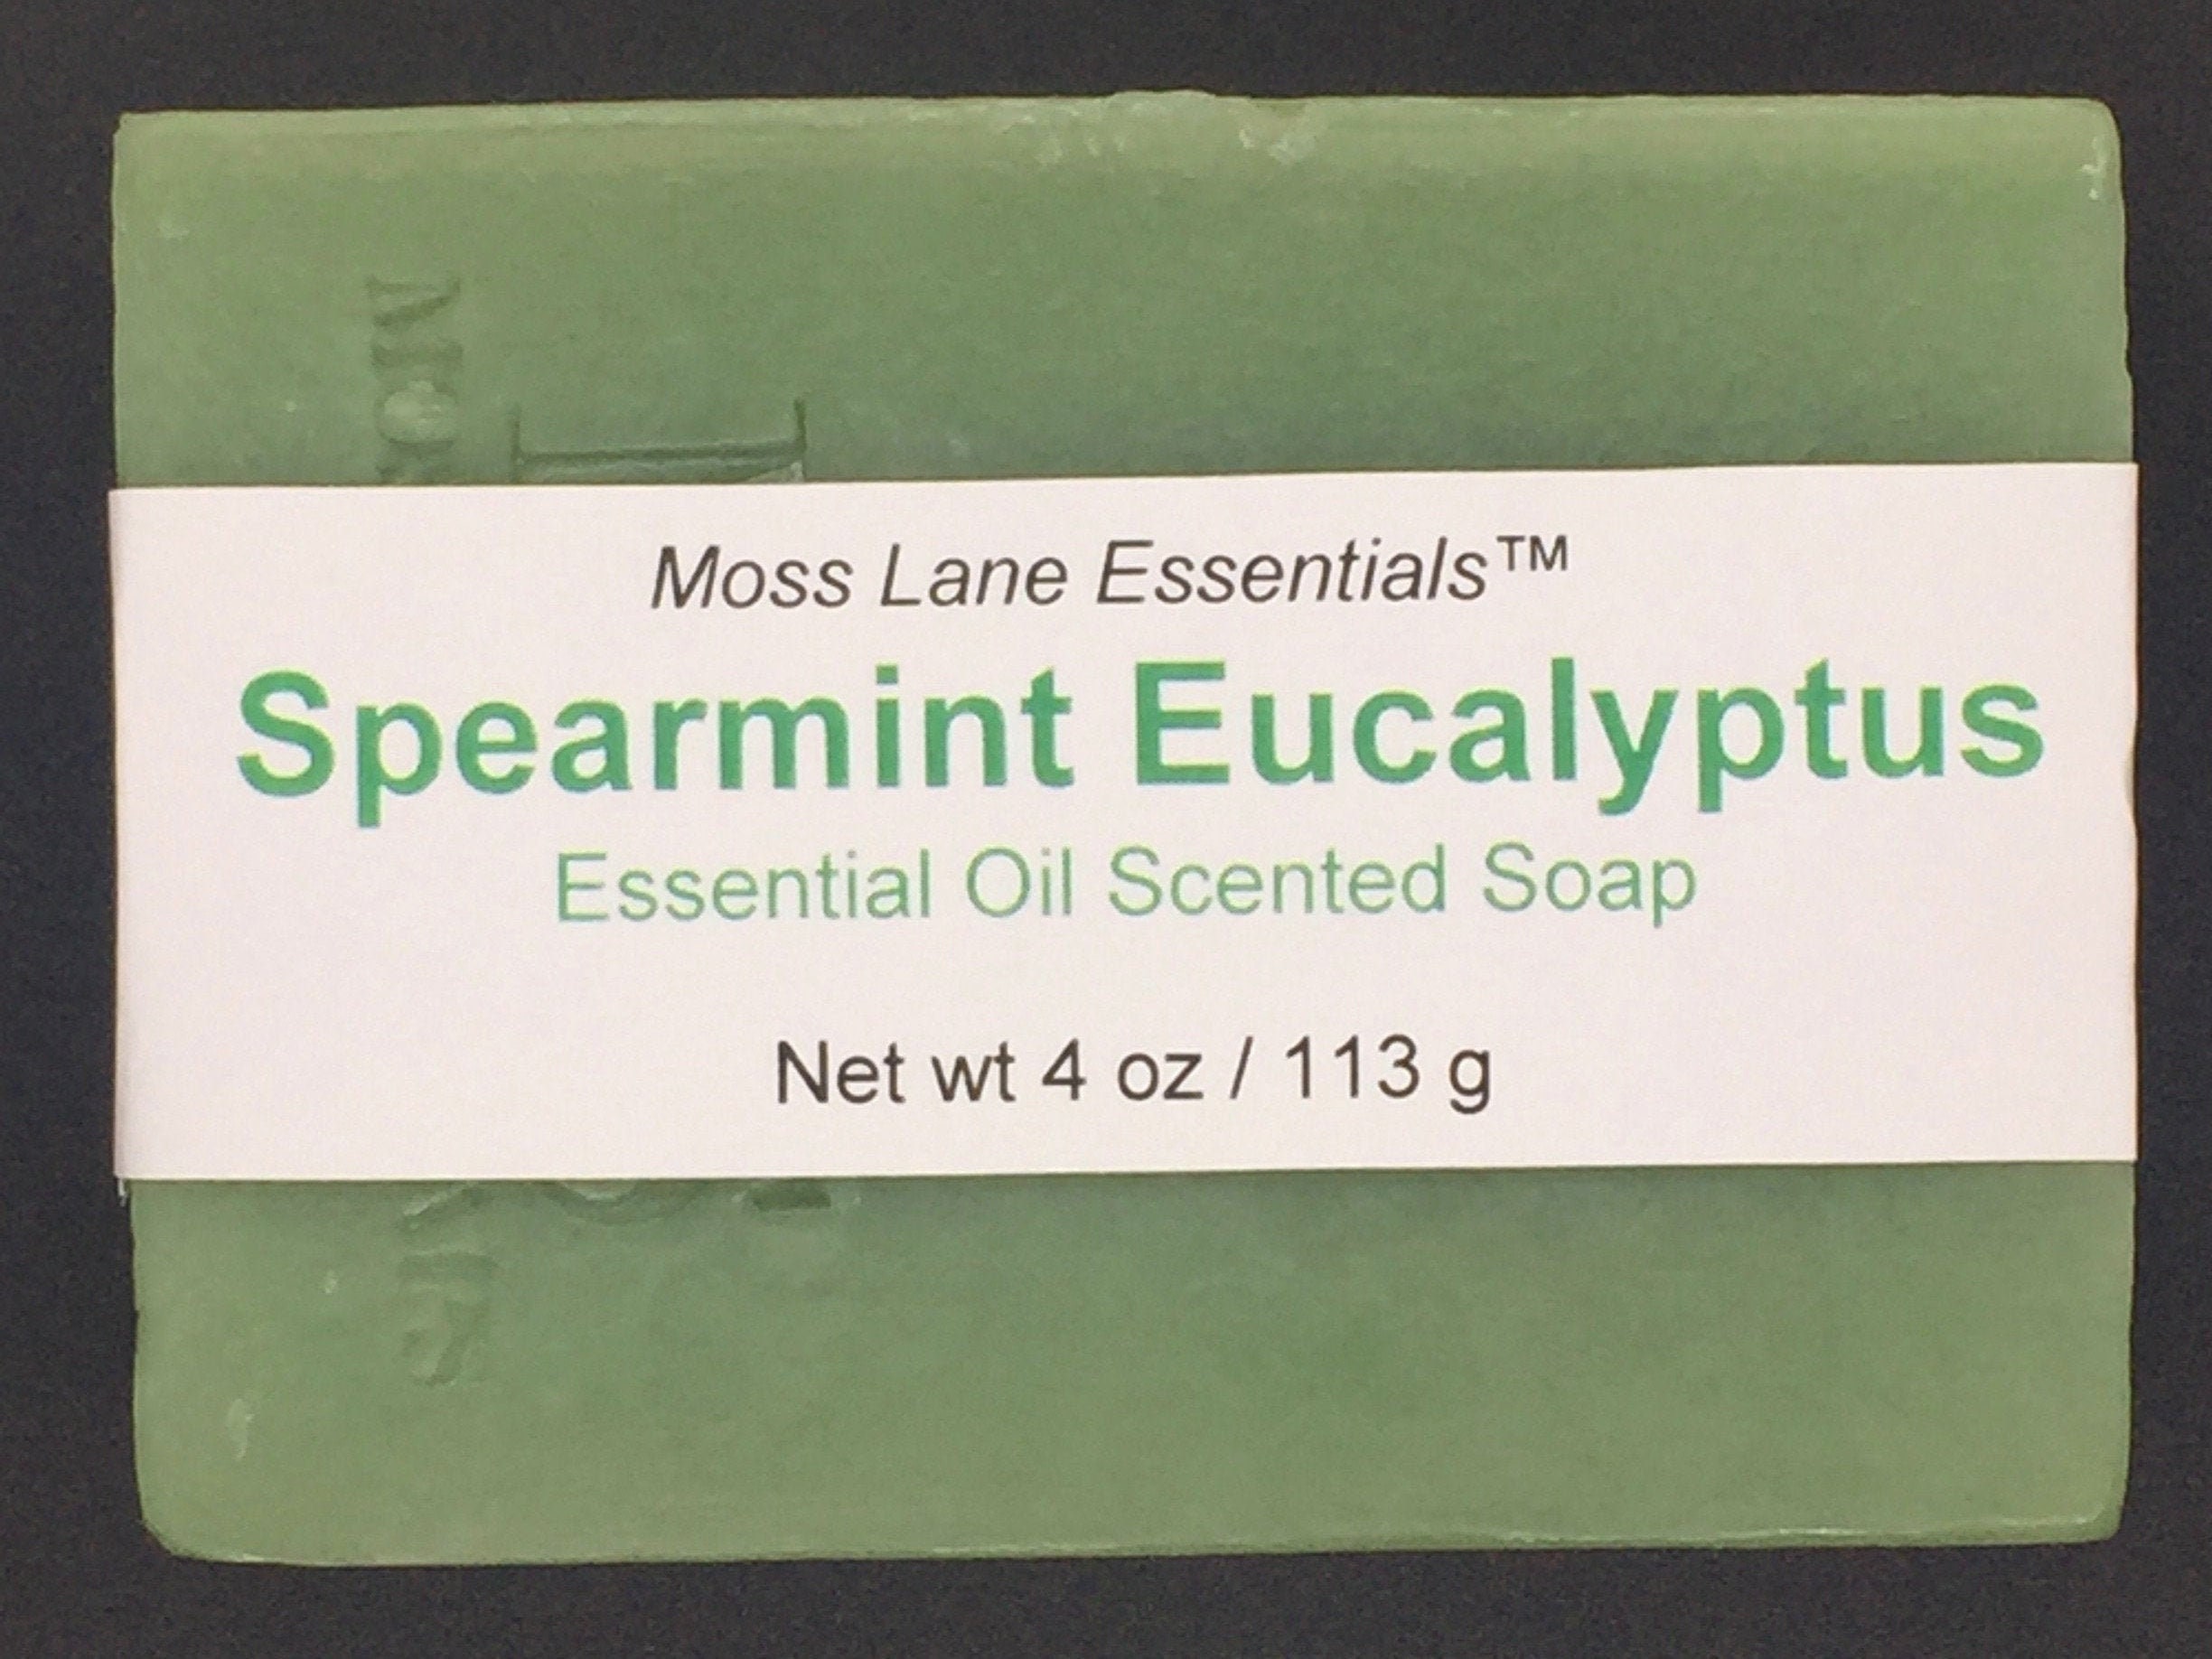 Moss Lane Essentials™
Spearmint Eucalyptus
Essential Oil Scented Soap
Net wt 4 oz / 113 g